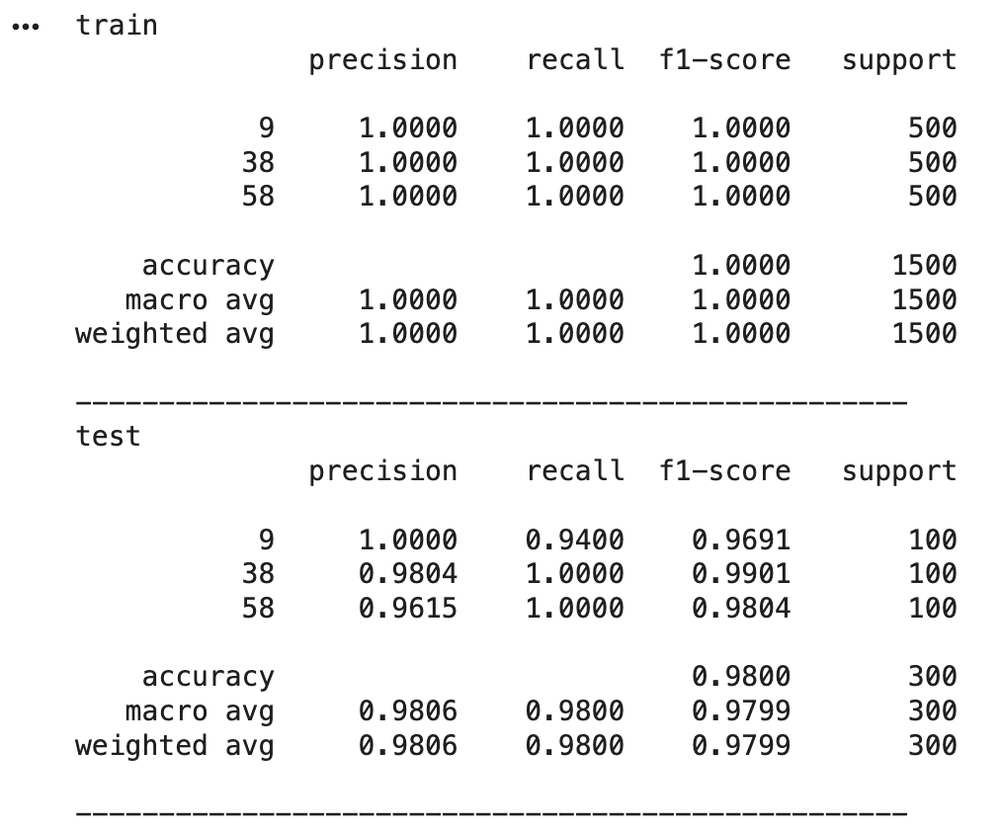 ••• train
precision recall f1-score support
9 1.0000 1.0000 1.0000 500
38 1.0000 1.0000 1.0000 500
58 1.0000 1.0000 1.0000 500
accuracy 1.0000 1500
macro avg 1.0000 1.0000 1.0000 1500
weighted avg 1.0000 1.0000 1.0000 1500
--------------------------------------------------
test
precision recall f1-score support
9 1.0000 0.9400 0.9691 100
38 0.9804 1.0000 0.9901 100
58 0.9615 1.0000 0.9804 100
accuracy 0.9800 300
macro avg 0.9806 0.9800 0.9799 300
weighted avg 0.9806 0.9800 0.9799 300
--------------------------------------------------